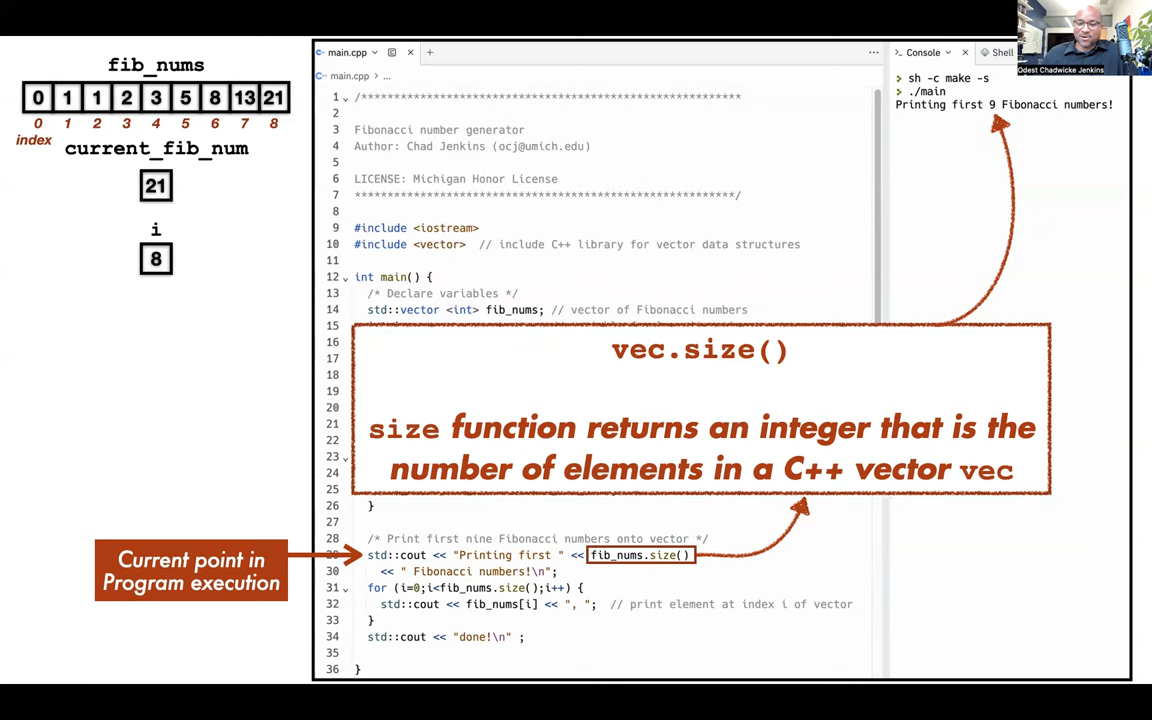 fib_nums
0 1 1 2 3 5 8 13 21
0 1 2 3 4 5 6 7 8
index
current_fib_num
21
i
8
Current point in
Program execution
main.cpp
main.cpp > ...
1 /**********************************************************
2
3 Fibonacci number generator
4 Author: Chad Jenkins (ocj@umich.edu)
5
6 LICENSE: Michigan Honor License
7 **********************************************************/
8
9 #include <iostream>
10 #include <vector>  // include C++ library for vector data structures
11
12 int main() {
13 /* Declare variables */
14 std::vector <int> fib_nums; // vector of Fibonacci numbers
15
16
17
18
19
20
21
22
23
24
25
26 }
27
28 /* Print first nine Fibonacci numbers onto vector */
std::cout << "Printing first " << fib_nums.size()
30 << " Fibonacci numbers!\n";
31 for (i=0;i<fib_nums.size();i++) {
32 std::cout << fib_nums[i] << ", ";  // print element at index i of vector
33 }
34 std::cout << "done!\n" ;
35
36 }
vec.size()
size function returns an integer that is the
number of elements in a C++ vector vec
>_ Console
Shell
sh -c make -s
./main
Printing first 9 Fibonacci numbers!
Odest Chadwicke Jenkins